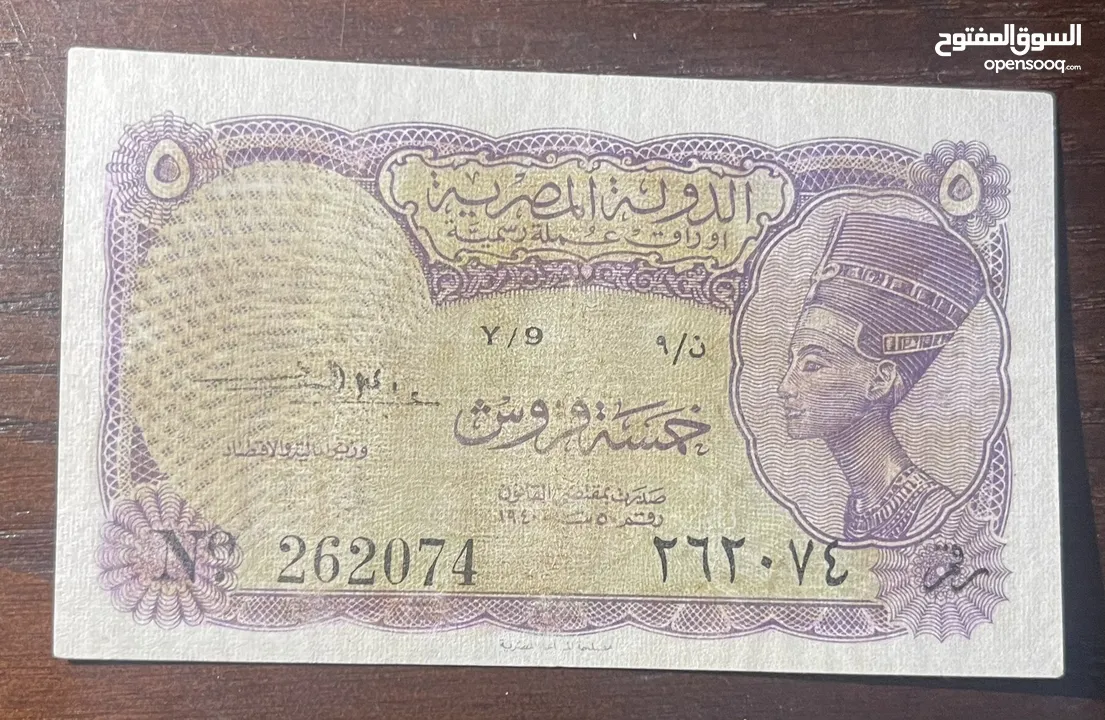 السوق المفتوح
opensooq.com
٥
٥
الدولة المصرية
اوراق عملة رسمية
Y/9
ن/٩
خمسة قروش
وزير المالية والاقتصاد
صدرت بمقتضى القانون
رقم ٥٠ سنة ١٩٤٠
Nº 262074
٢٦٢٠٧٤
رقم